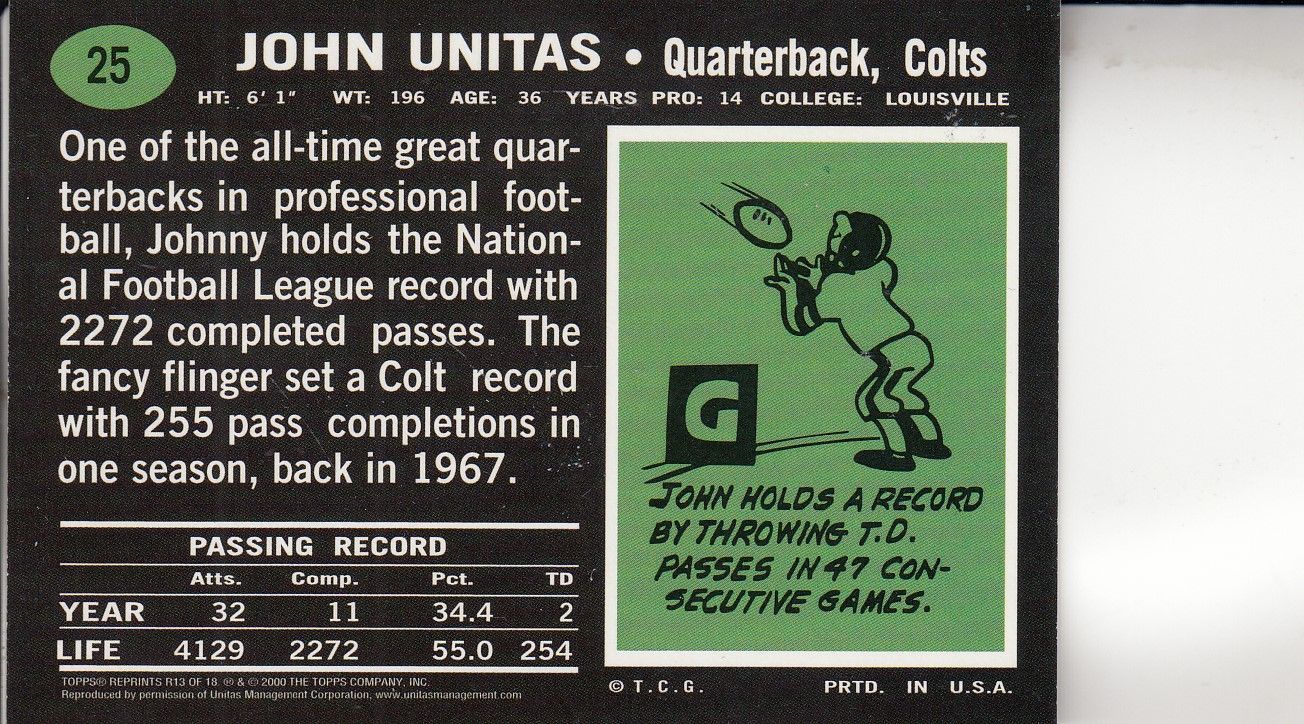 25
JOHN UNITAS • Quarterback, Colts
HT: 6' 1" WT: 196 AGE: 36 YEARS PRO: 14 COLLEGE: LOUISVILLE
One of the all-time great quar-
terbacks in professional foot-
ball, Johnny holds the Nation-
al Football League record with
2272 completed passes. The
fancy flinger set a Colt record
with 255 pass completions in
one season, back in 1967.
PASSING RECORD
Atts. Comp. Pct. TD
YEAR 32 11 34.4 2
LIFE 4129 2272 55.0 254
TOPPS® REPRINTS R13 OF 18. ® & © 2000 THE TOPPS COMPANY, INC.
Reproduced by permission of Unitas Management Corporation, www.unitasmanagement.com
G
JOHN HOLDS A RECORD
BY THROWING T.D.
PASSES IN 47 CON-
SECUTIVE GAMES.
© T.C.G. PRTD. IN U.S.A.